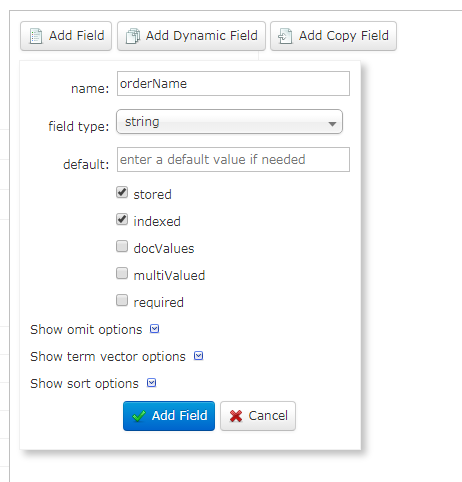 Add Field Add Dynamic Field Add Copy Field
name: orderName
field type: string
default: enter a default value if needed
stored
indexed
docValues
multiValued
required
Show omit options
Show term vector options
Show sort options
Add Field Cancel